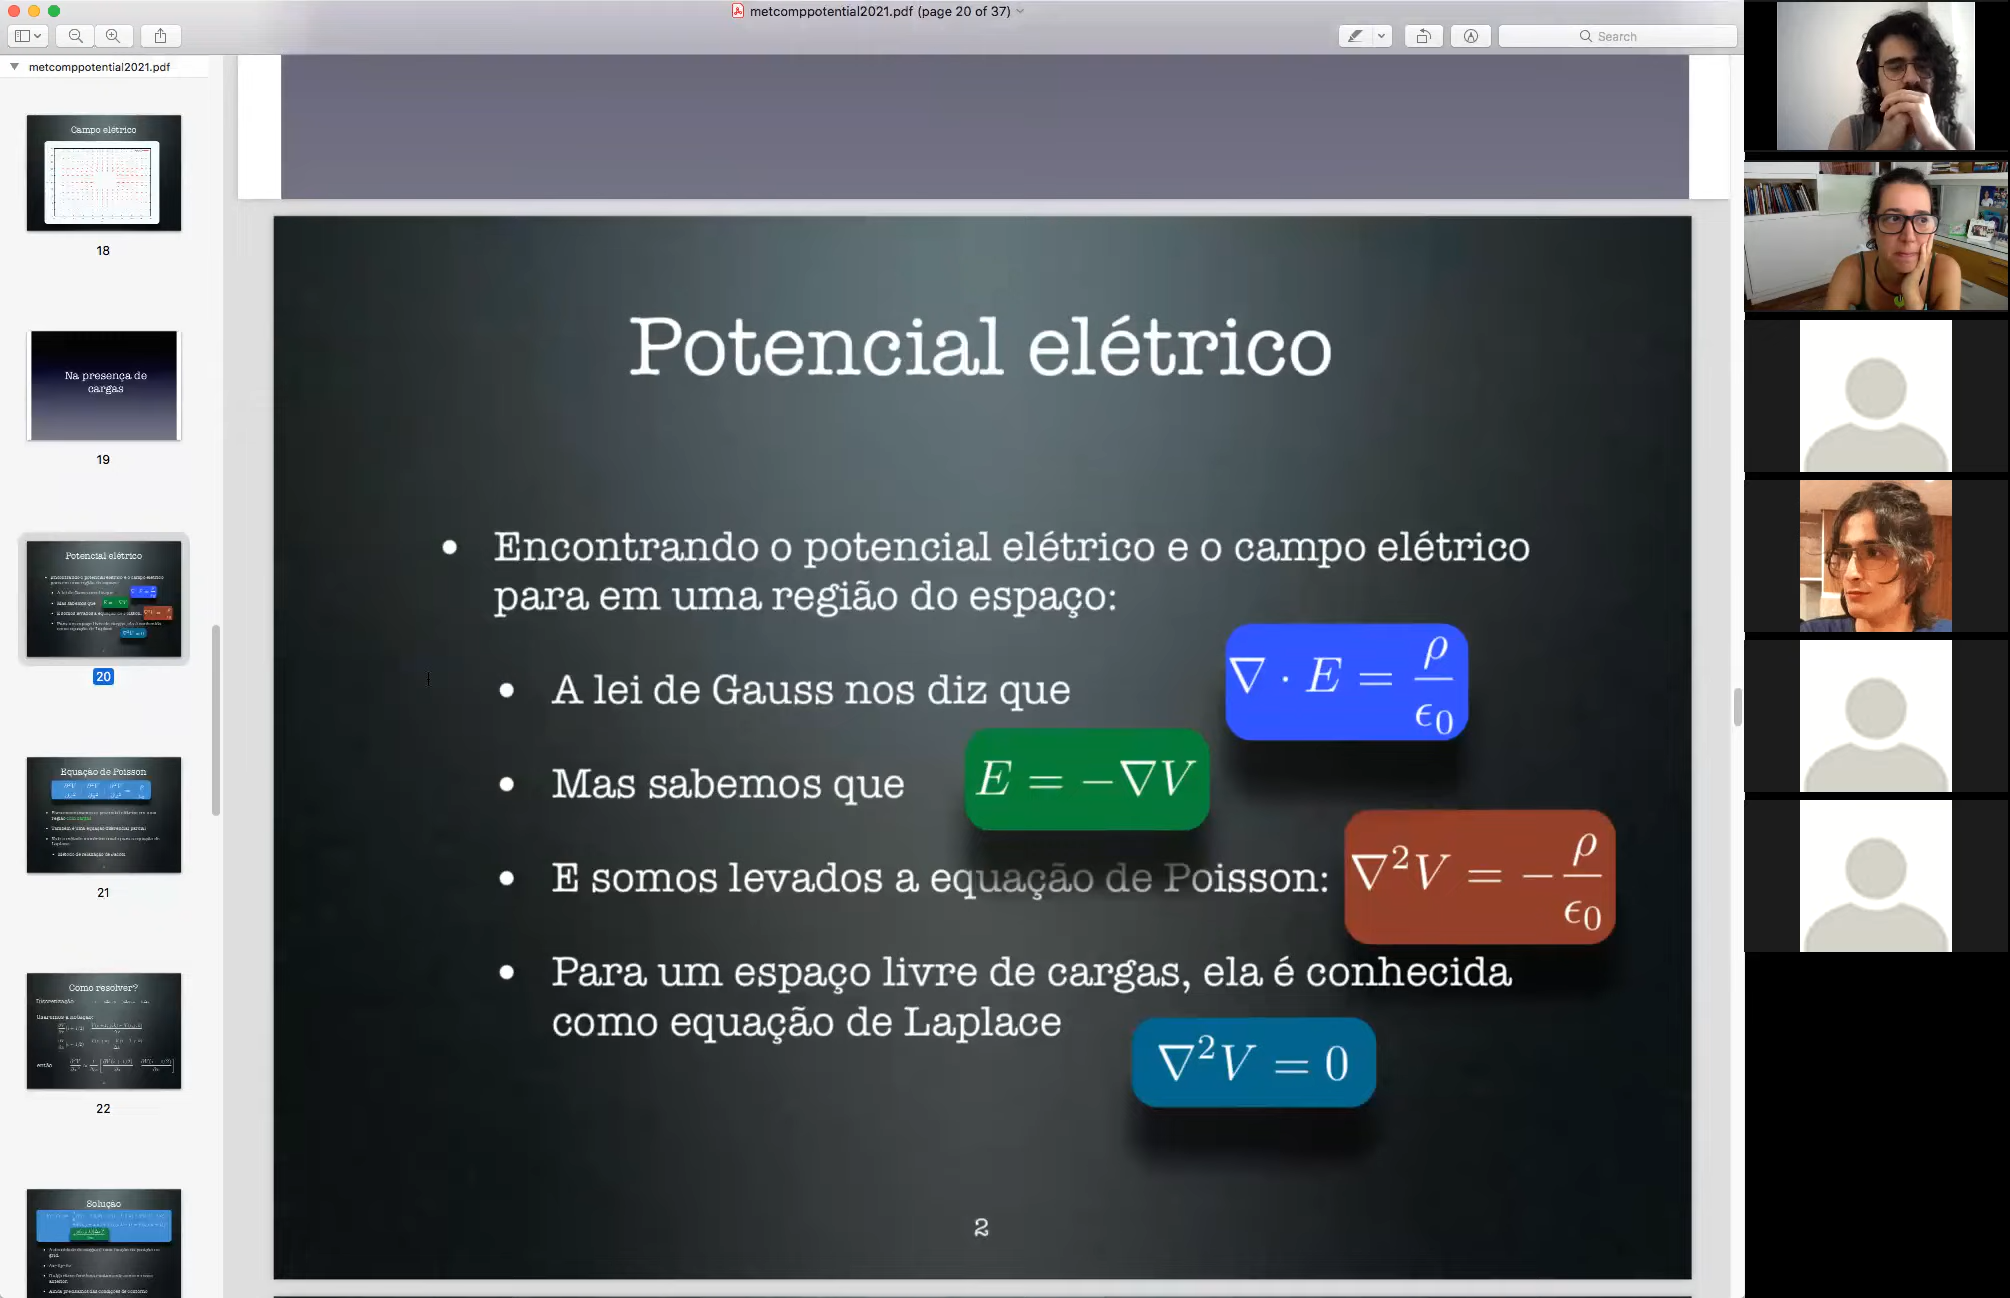 metcomppotential2021.pdf (page 20 of 37)
Search
metcomppotential2021.pdf
Campo elétrico
18
Na presença de
cargas
19
Potencial elétrico
20
Equação de Poisson
21
Como resolver?
22
Solução
Potencial elétrico
• Encontrando o potencial elétrico e o campo elétrico
para em uma região do espaço:
• A lei de Gauss nos diz que
∇ · E = ρ/ϵ₀
• Mas sabemos que
E = −∇V
• E somos levados a equação de Poisson:
∇²V = −ρ/ϵ₀
• Para um espaço livre de cargas, ela é conhecida
como equação de Laplace
∇²V = 0
2